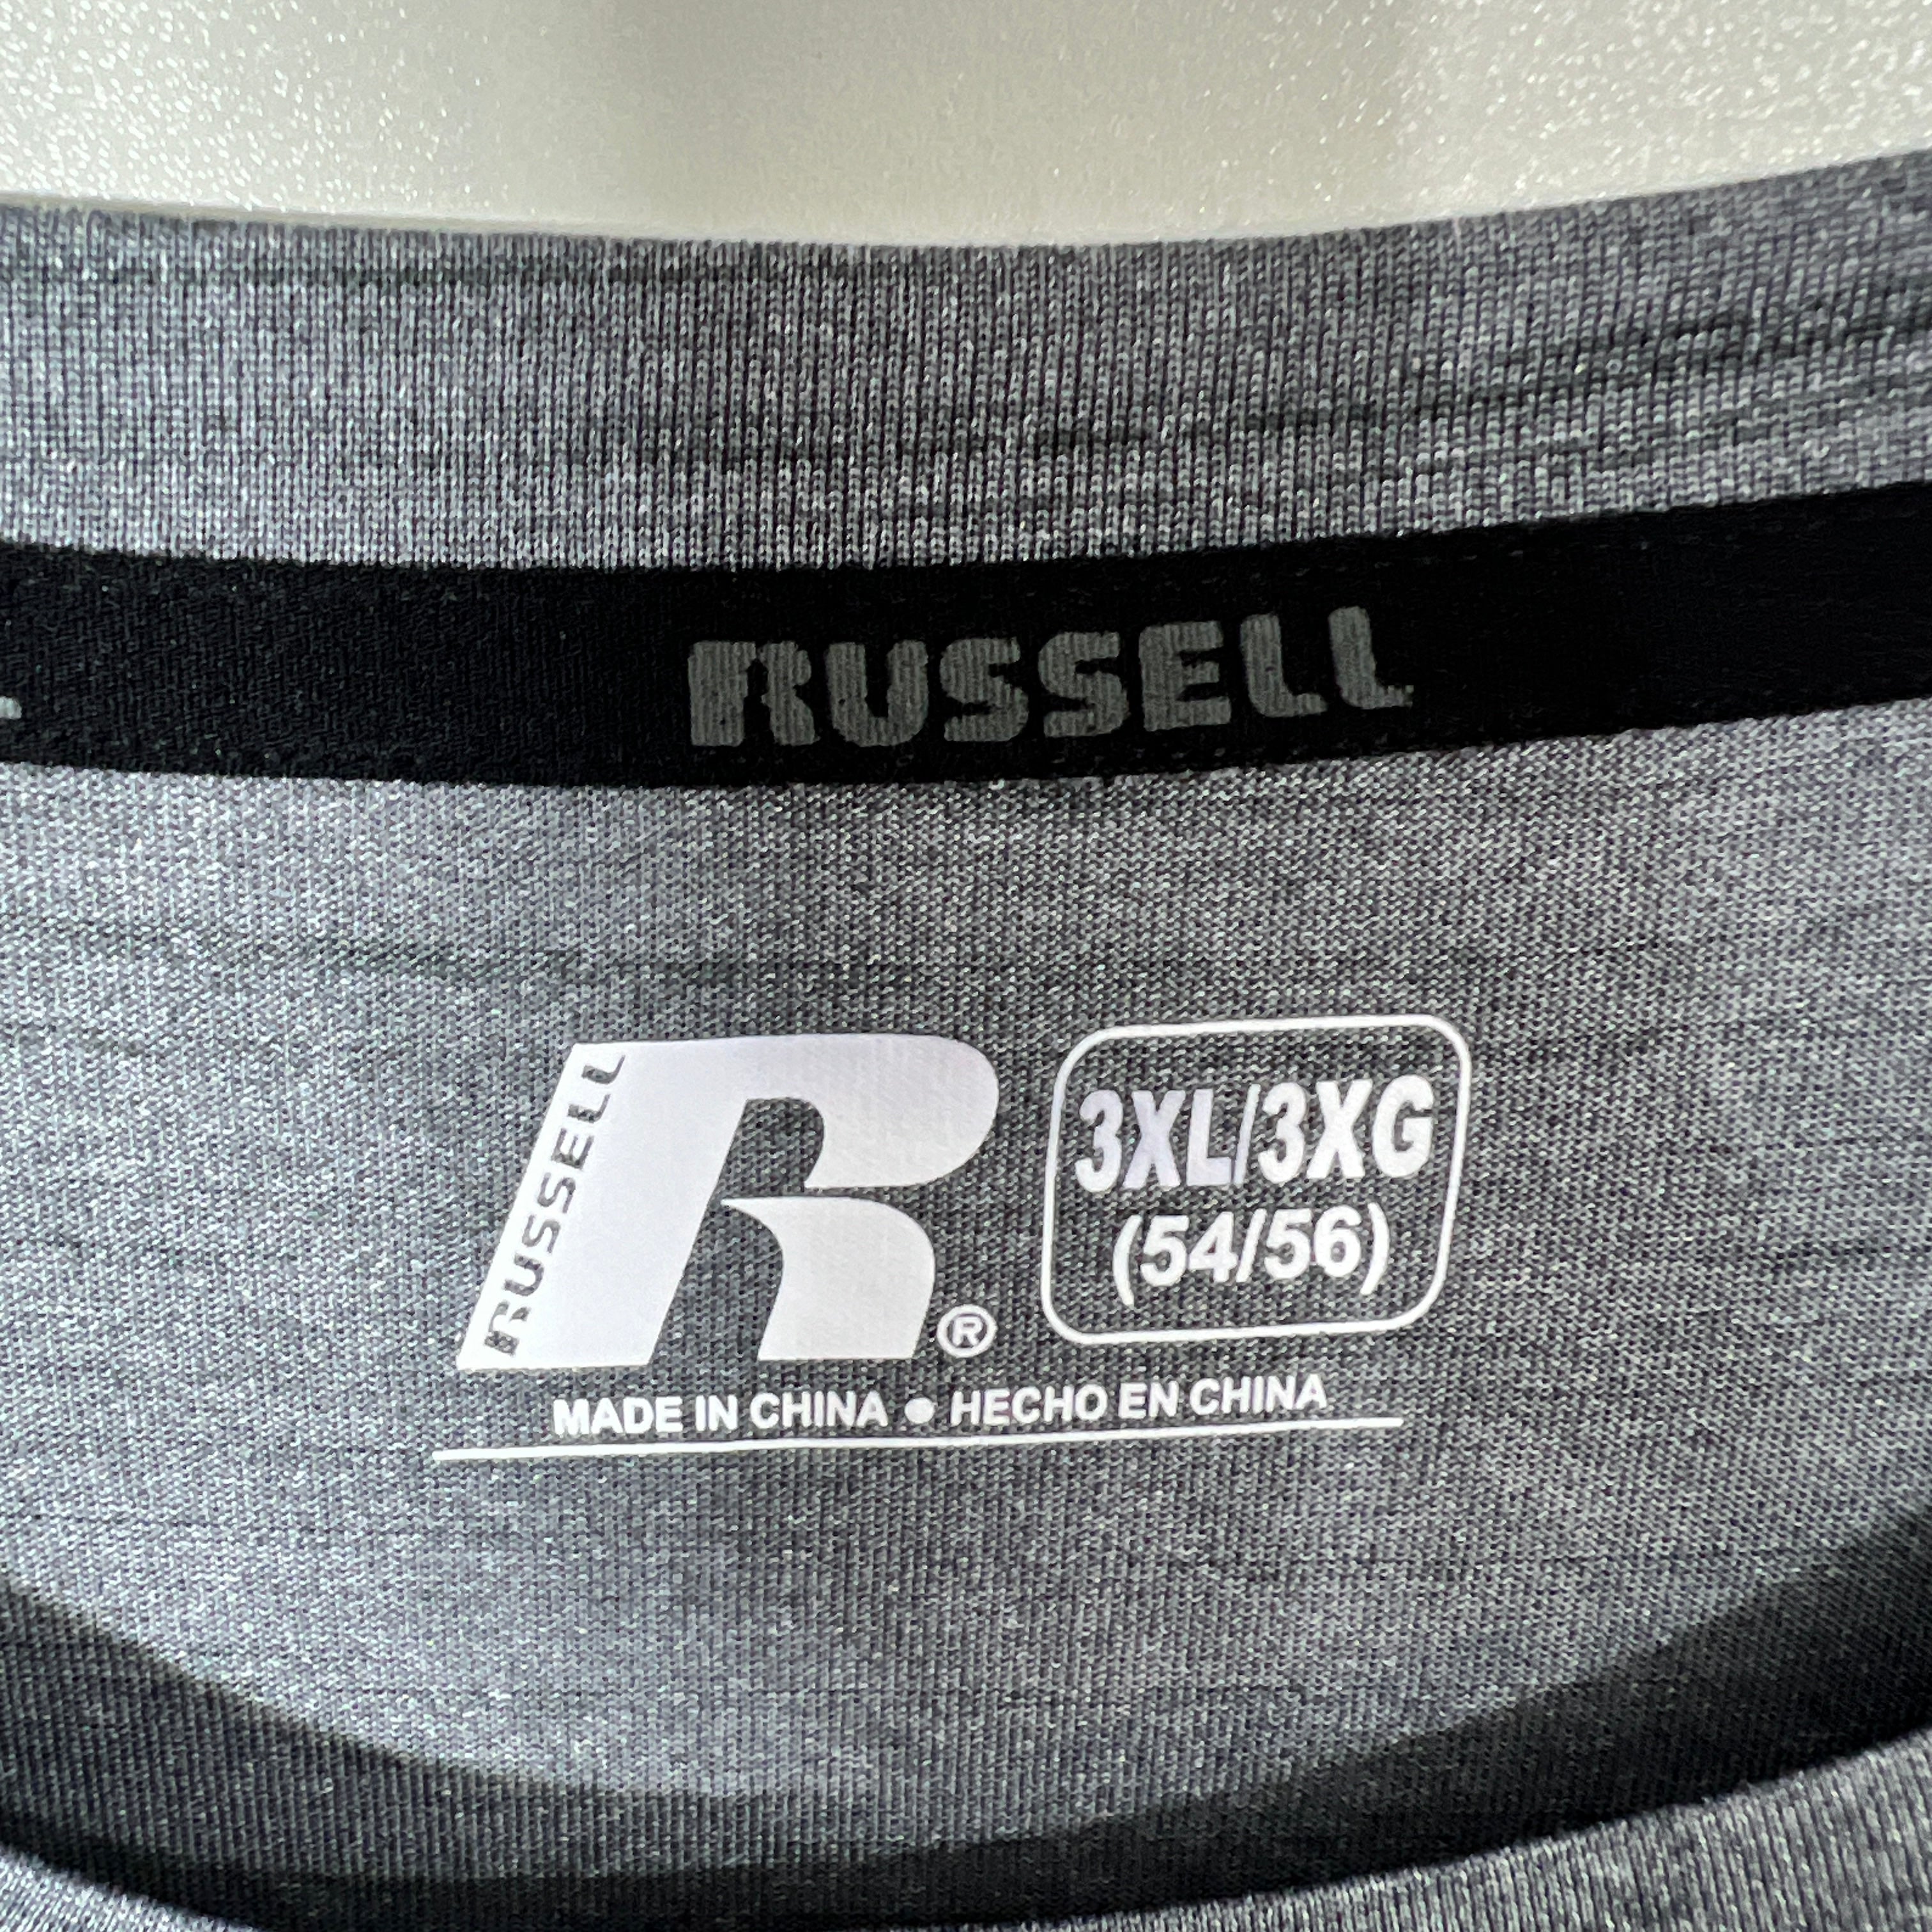 RUSSELL
RUSSELL
R®
3XL/3XG
(54/56)
MADE IN CHINA ● HECHO EN CHINA